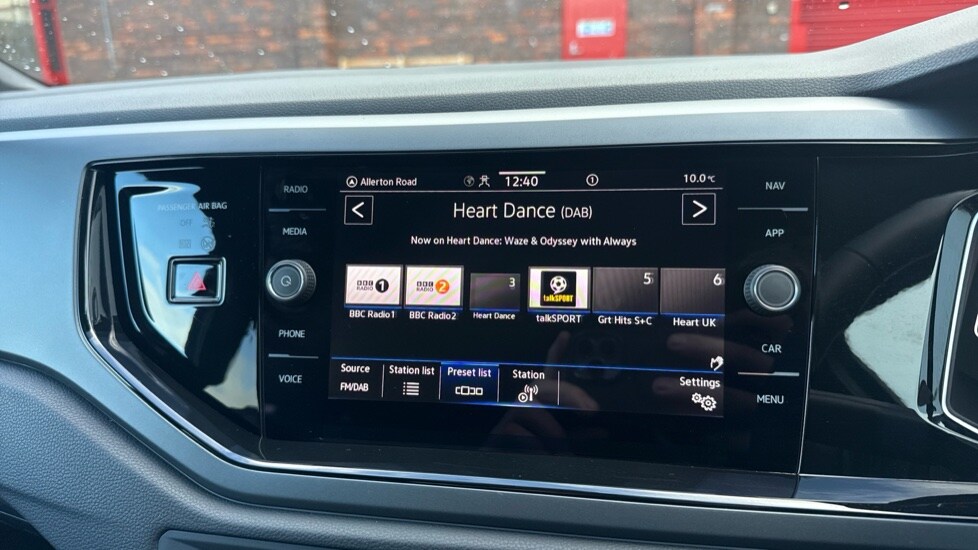 PASSENGER AIR BAG
OFF
RADIO
MEDIA
PHONE
VOICE
Allerton Road
12:40
1
10.0 °C
<
Heart Dance (DAB)
>
Now on Heart Dance: Waze & Odyssey with Always
BBC RADIO 1
BBC RADIO 2
3
talkSPORT
5
6
BBC Radio1
BBC Radio2
Heart Dance
talkSPORT
Grt Hits S+C
Heart UK
Source
FM/DAB
Station list
Preset list
Station
Settings
NAV
APP
CAR
MENU